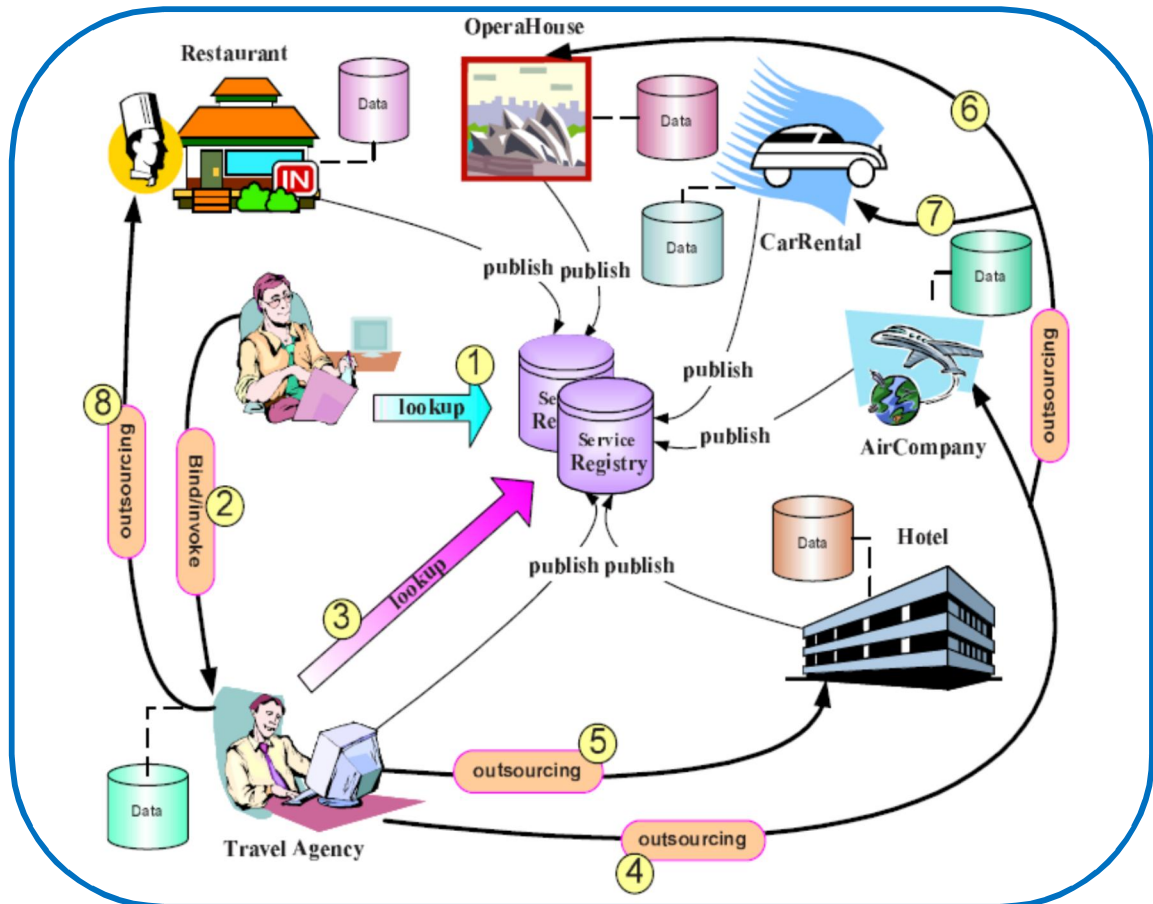 OperaHouse
Restaurant
Data
IN
Data
6
Data
CarRental
7
Data
publish
publish
1
lookup
publish
Se
Re
Service
Registry
publish
AirCompany
outsourcing
8
outsourcing
Bind/invoke
2
Data
Hotel
publish
publish
3
lookup
5
outsourcing
Data
Travel Agency
outsourcing
4